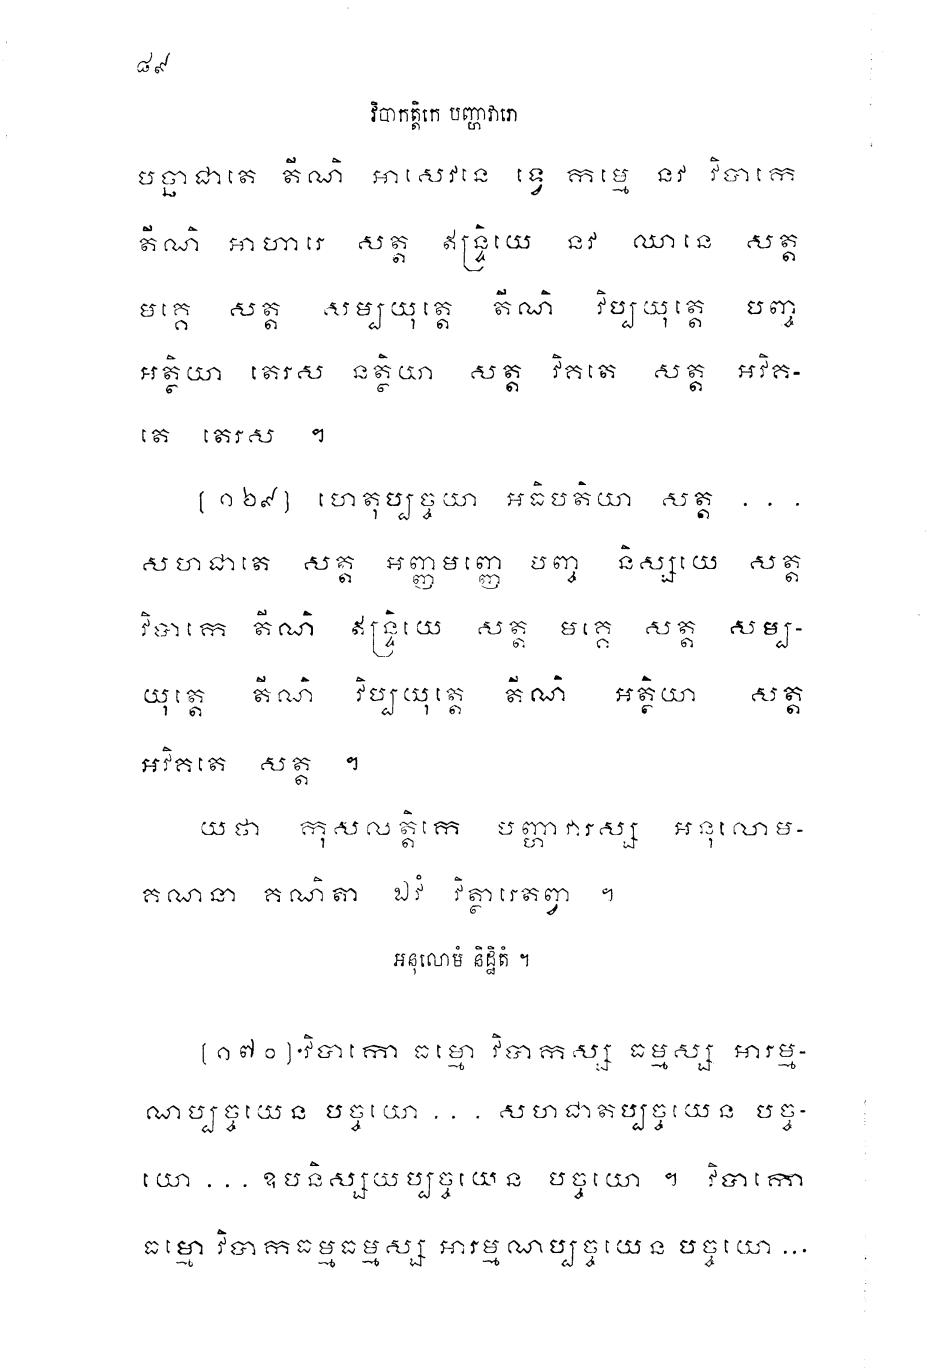 ៨៩
វិបាកត្តិកេ បញ្ហាវារោ
បច្ឆាជាតេ តីណិ អាសេវនេ ទ្វេ កម្មេ នវ វិបាកេ
តីណិ អាហារេ សត្ត ឥន្ទ្រិយេ នវ ឈានេ សត្ត
មគ្គេ សត្ត សម្បយុត្តេ តីណិ វិប្បយុត្តេ បញ្ច
អត្ថិយា តេរស នត្ថិយា សត្ត វិគតេ សត្ត អវិគ-
តេ តេរស ។
[១៦៩] ហេតុប្បច្ចយា អធិបតិយា សត្ត . . .
សហជាតេ សត្ត អញ្ញមញ្ញេ បញ្ច និស្សយេ សត្ត
វិបាកេ តីណិ ឥន្ទ្រិយេ សត្ត មគ្គេ សត្ត សម្ប-
យុត្តេ តីណិ វិប្បយុត្តេ តីណិ អត្ថិយា សត្ត
អវិគតេ សត្ត ។
យថា កុសលត្តិកេ បញ្ហាវារស្ស អនុលោម-
គណនា គណិតា ឯវំ វិត្ថារេតព្វា ។
អនុលោមំ និដ្ឋិតំ ។
[១៧០] វិបាកោ ធម្មោ វិបាកស្ស ធម្មស្ស អារម្ម-
ណប្បច្ចយេន បច្ចយោ . . . សហជាតប្បច្ចយេន បច្ច-
យោ . . . ឧបនិស្សយប្បច្ចយេន បច្ចយោ ។ វិបាកោ
ធម្មោ វិបាកធម្មធម្មស្ស អារម្មណប្បច្ចយេន បច្ចយោ ...